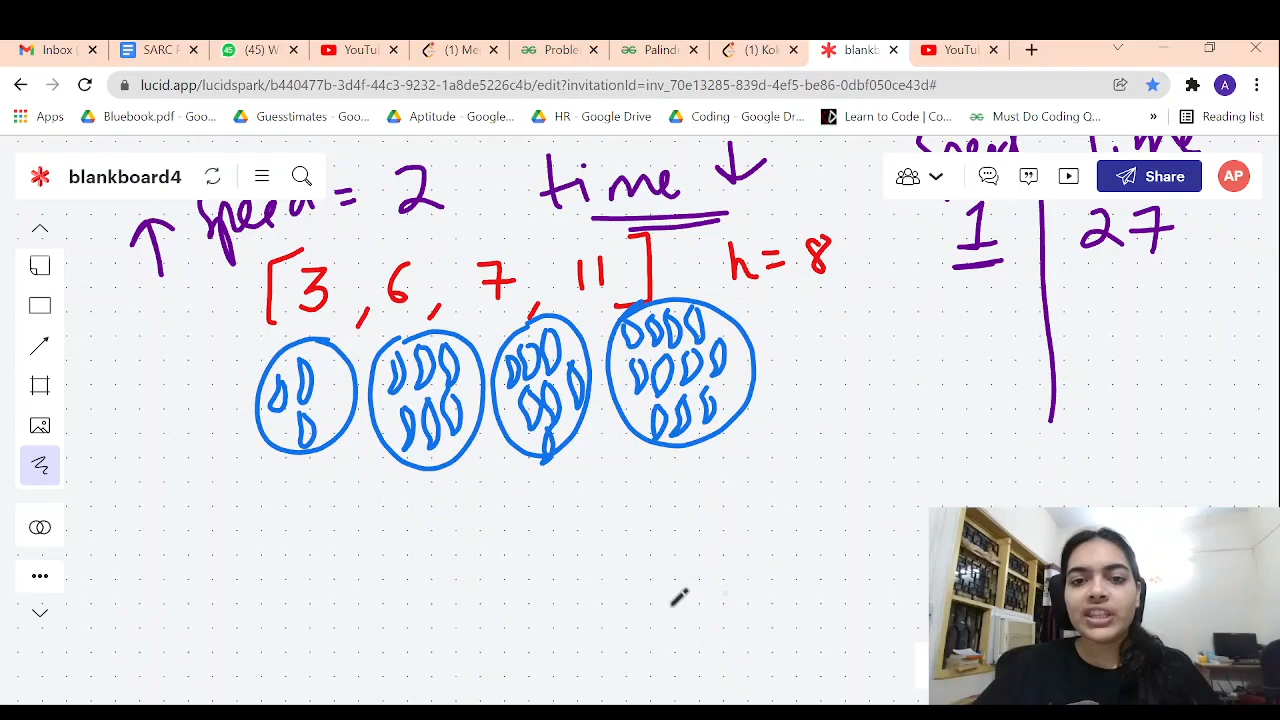 Inbox (
SARC F
(45) W
YouTu
(1) Me
Proble
Palind
(1) Kok
blankb
YouTu
lucid.app/lucidspark/b440477b-3d4f-44c3-9232-1a8de5226c4b/edit?invitationId=inv_70e13285-839d-4ef5-be86-0dbf050ce43d#
A
Apps
Bluebook.pdf - Goo...
Guesstimates - Goo...
Aptitude - Google...
HR - Google Drive
Coding - Google Dr...
Learn to Code | Co...
Must Do Coding Q...
»
Reading list
blankboard4
Share
AP
↑ speed = 2 time ↓
speed time
1 27
[3, 6, 7, 11] h=8